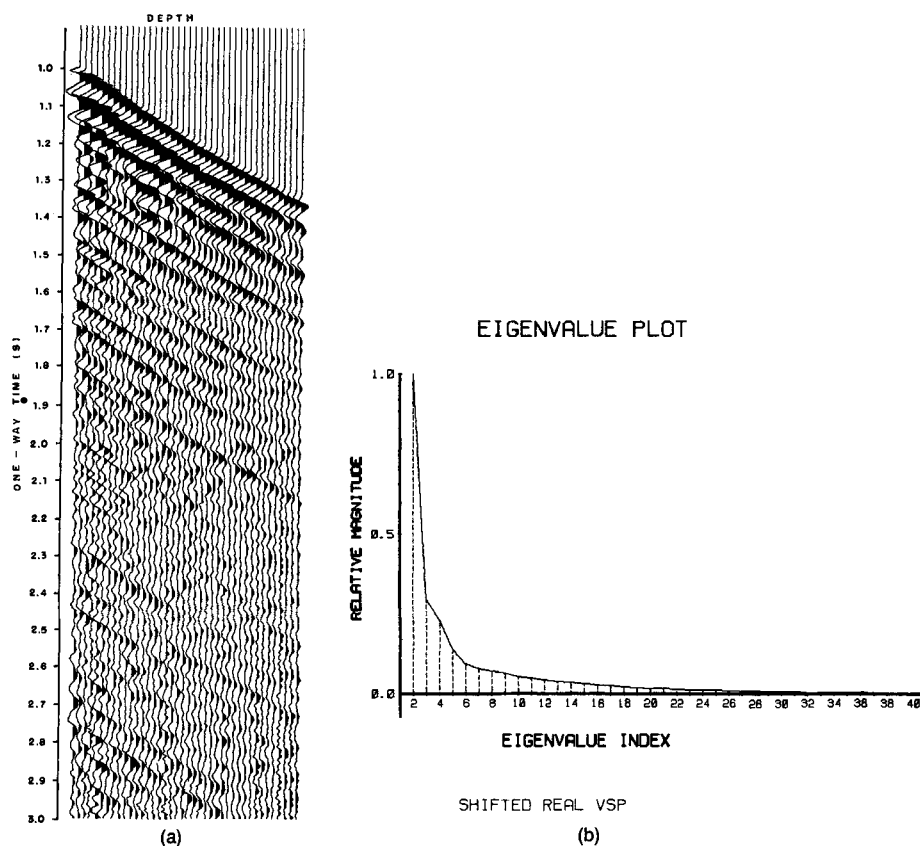 DEPTH
ONE-WAY TIME (S)
1.0
1.1
1.2
1.3
1.4
1.5
1.6
1.7
1.8
1.9
2.0
2.1
2.2
2.3
2.4
2.5
2.6
2.7
2.8
2.9
3.0
(a)
EIGENVALUE PLOT
RELATIVE MAGNITUDE
1.0
0.5
0.0
2 4 6 8 10 12 14 16 18 20 22 24 26 28 30 32 34 36 38 40
EIGENVALUE INDEX
SHIFTED REAL VSP
(b)